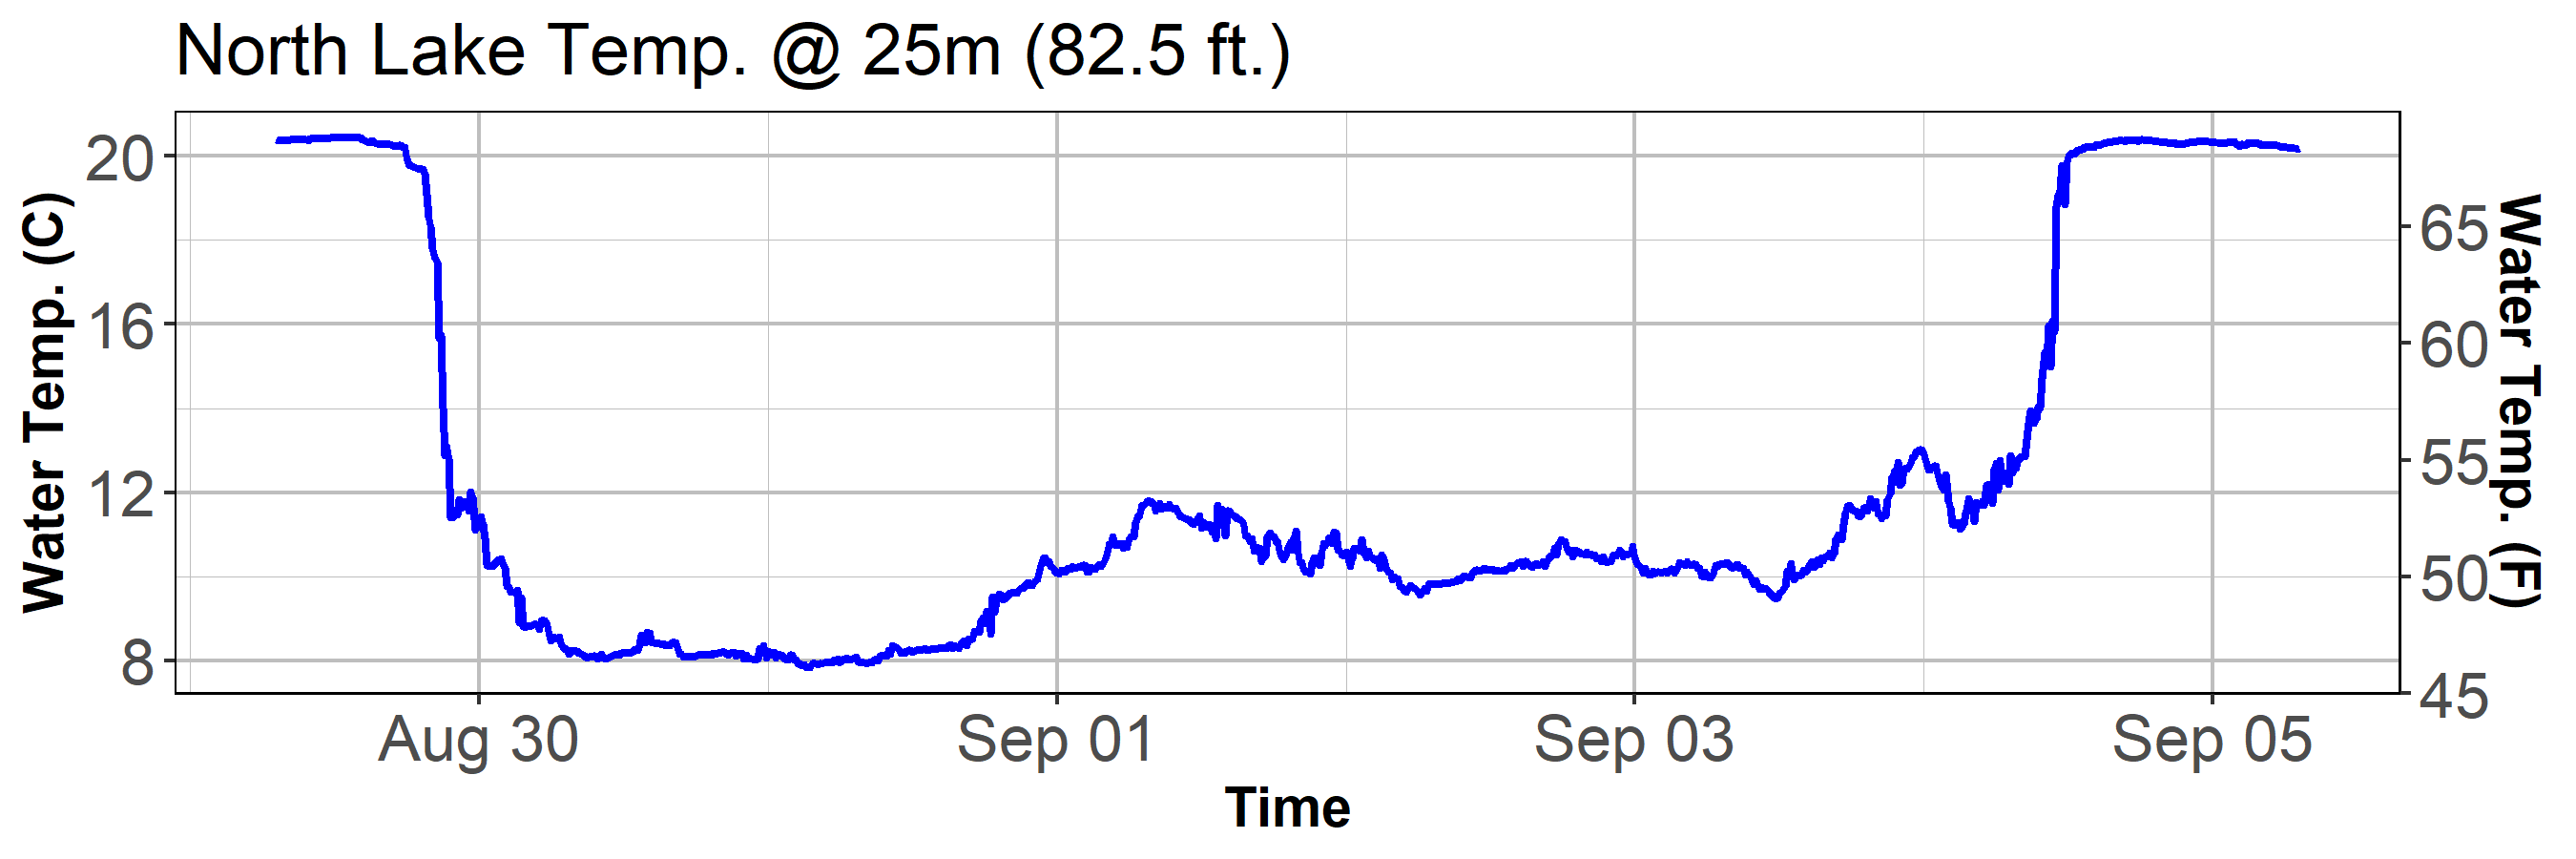 North Lake Temp. @ 25m (82.5 ft.)
Water Temp. (C)
20
16
12
8
65
60
55
50
45
Water Temp. (F)
Aug 30 Sep 01 Sep 03 Sep 05
Time